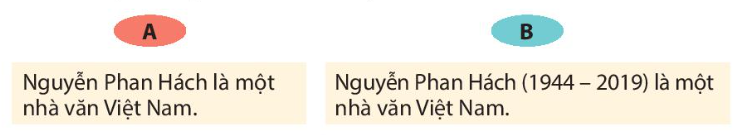 A
Nguyễn Phan Hách là một
nhà văn Việt Nam.
B
Nguyễn Phan Hách (1944 – 2019) là một
nhà văn Việt Nam.